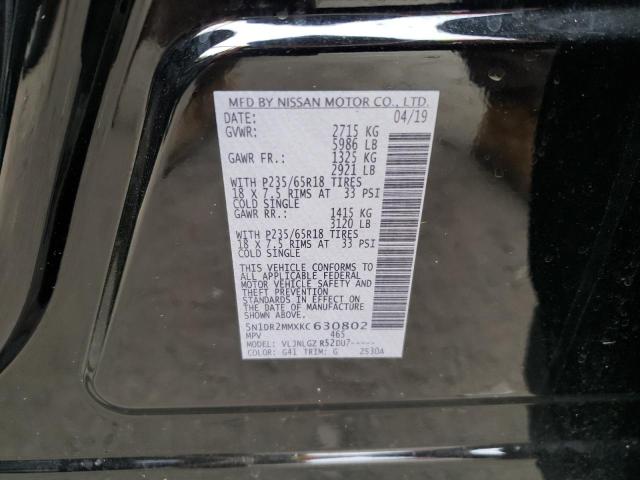 MFD BY NISSAN MOTOR CO., LTD.
DATE: 04/19
GVWR: 2715 KG
5986 LB
GAWR FR.: 1325 KG
2921 LB
WITH P235/65R18 TIRES
18 X 7.5 RIMS AT 33 PSI
COLD SINGLE
GAWR RR.: 1415 KG
3120 LB
WITH P235/65R18 TIRES
18 X 7.5 RIMS AT 33 PSI
COLD SINGLE
THIS VEHICLE CONFORMS TO
ALL APPLICABLE FEDERAL
MOTOR VEHICLE SAFETY AND
AND THEFT PREVENTION
STANDARDS IN EFFECT ON
THE DATE OF MANUFACTURE
SHOWN ABOVE.
5N1DR2MMXKC630802
MPV 465
MODEL: VLJNLGZ R52DU7-----
COLOR: G41 TRIM: G 2530A